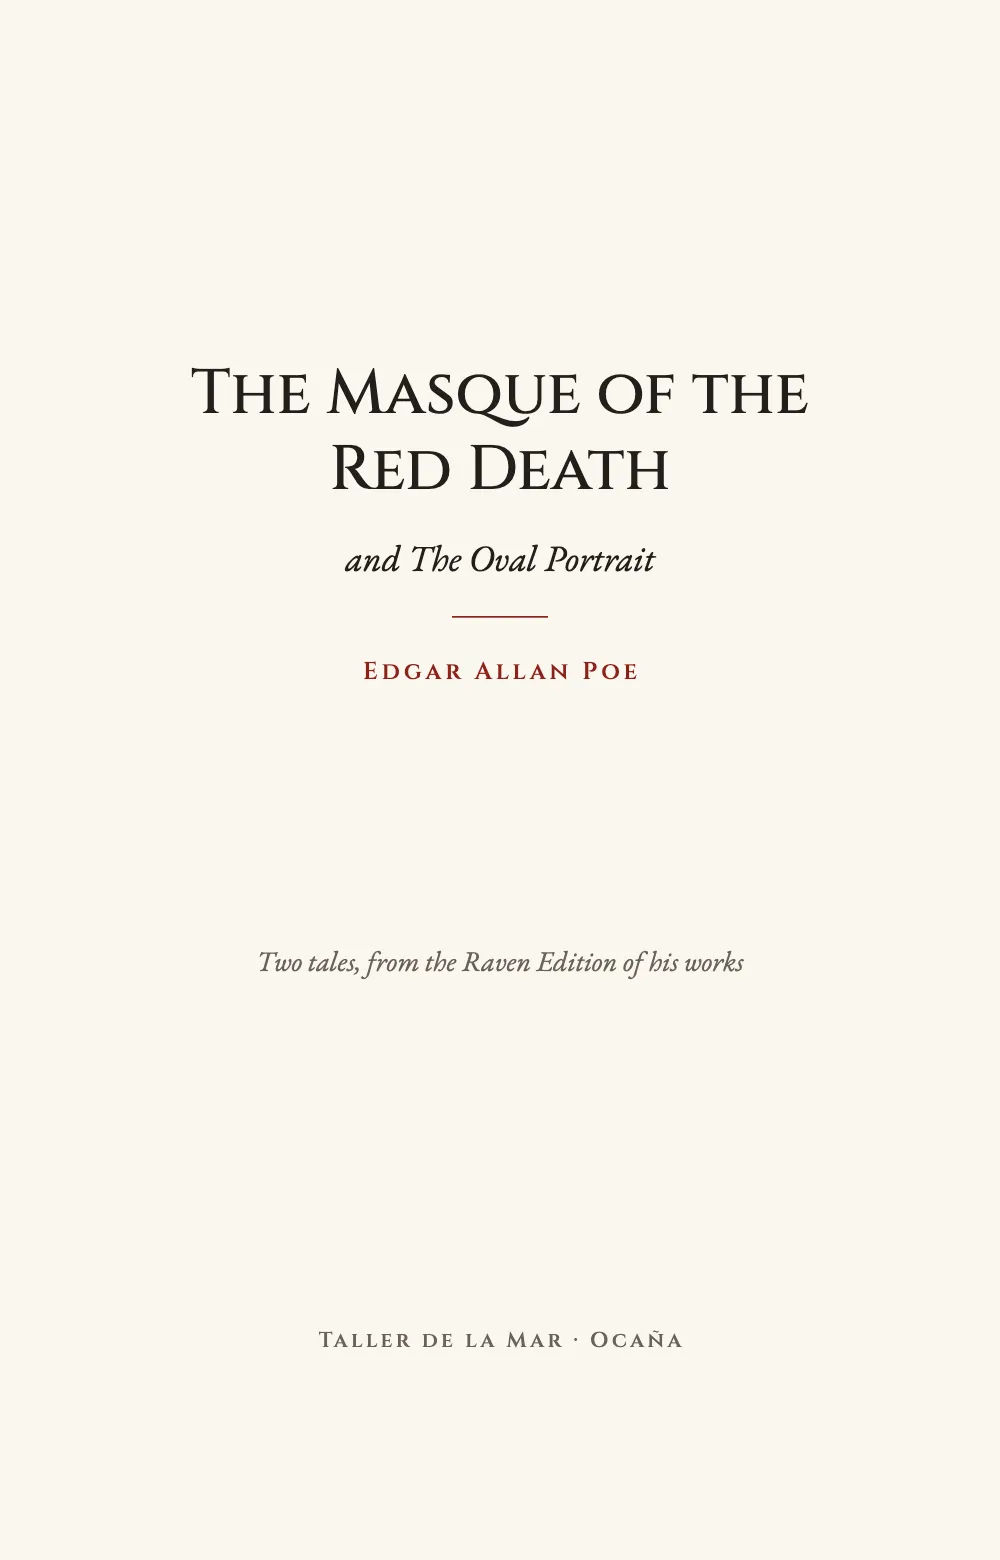 The Masque of the
Red Death
and The Oval Portrait
Edgar Allan Poe
Two tales, from the Raven Edition of his works
Taller de la Mar · Ocaña